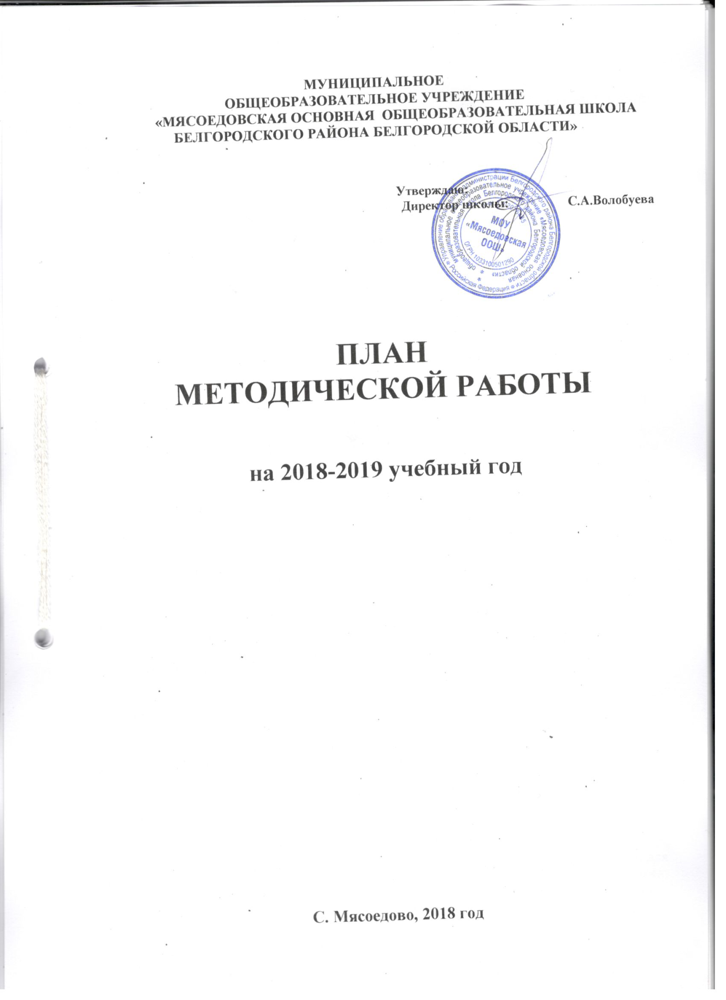 МУНИЦИПАЛЬНОЕ
ОБЩЕОБРАЗОВАТЕЛЬНОЕ УЧРЕЖДЕНИЕ
«МЯСОЕДОВСКАЯ ОСНОВНАЯ ОБЩЕОБРАЗОВАТЕЛЬНАЯ ШКОЛА
БЕЛГОРОДСКОГО РАЙОНА БЕЛГОРОДСКОЙ ОБЛАСТИ»
Утверждаю:
Директор школы: С.А.Волобуева
Управление образования администрации Белгородского района Белгородской области * Российская Федерация *
муниципальное общеобразовательное учреждение «Мясоедовская основная
общеобразовательная школа Белгородского района Белгородской области» *
МОУ
«Мясоедовская
ООШ»
ОГРН 1033100501290
ПЛАН
МЕТОДИЧЕСКОЙ РАБОТЫ
на 2018-2019 учебный год
С. Мясоедово, 2018 год